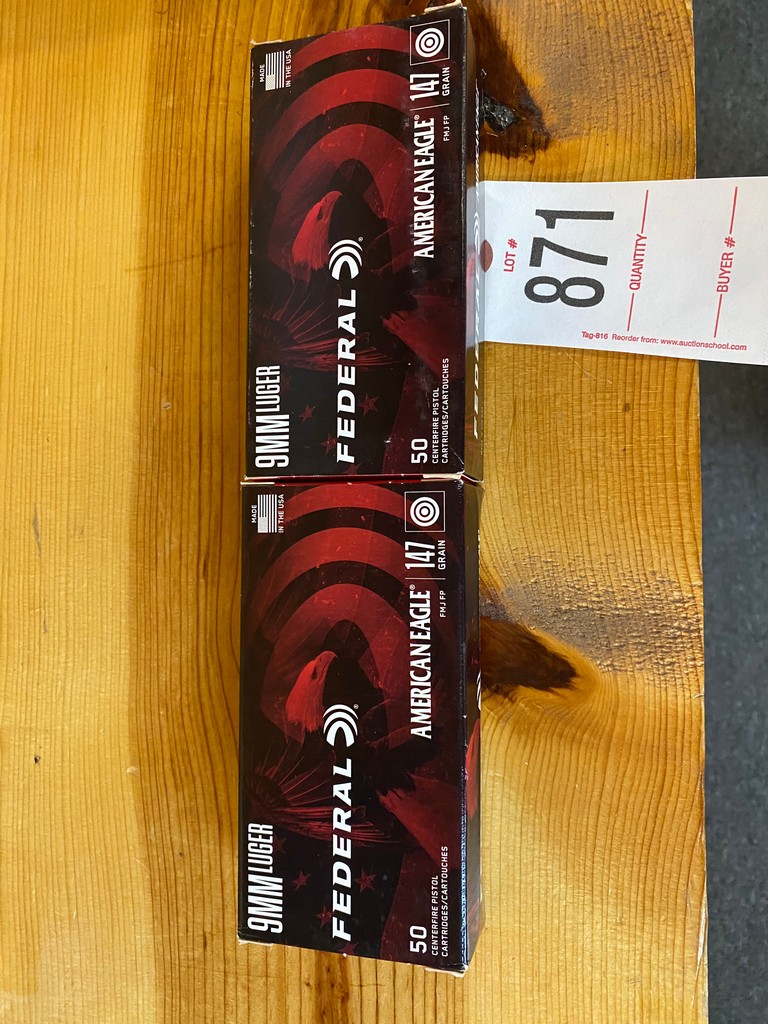 MADE
IN THE USA
9MM LUGER
FEDERAL®
AMERICAN EAGLE® 147
FMJ FP GRAIN
50
CENTERFIRE PISTOL
CARTRIDGES/CARTOUCHES
FEDERAL
MADE
IN THE USA
9MM LUGER
FEDERAL®
AMERICAN EAGLE® 147
FMJ FP GRAIN
50
CENTERFIRE PISTOL
CARTRIDGES/CARTOUCHES
LOT #
871
QUANTITY
BUYER #
Tag-816 Reorder from: www.auctionschool.com